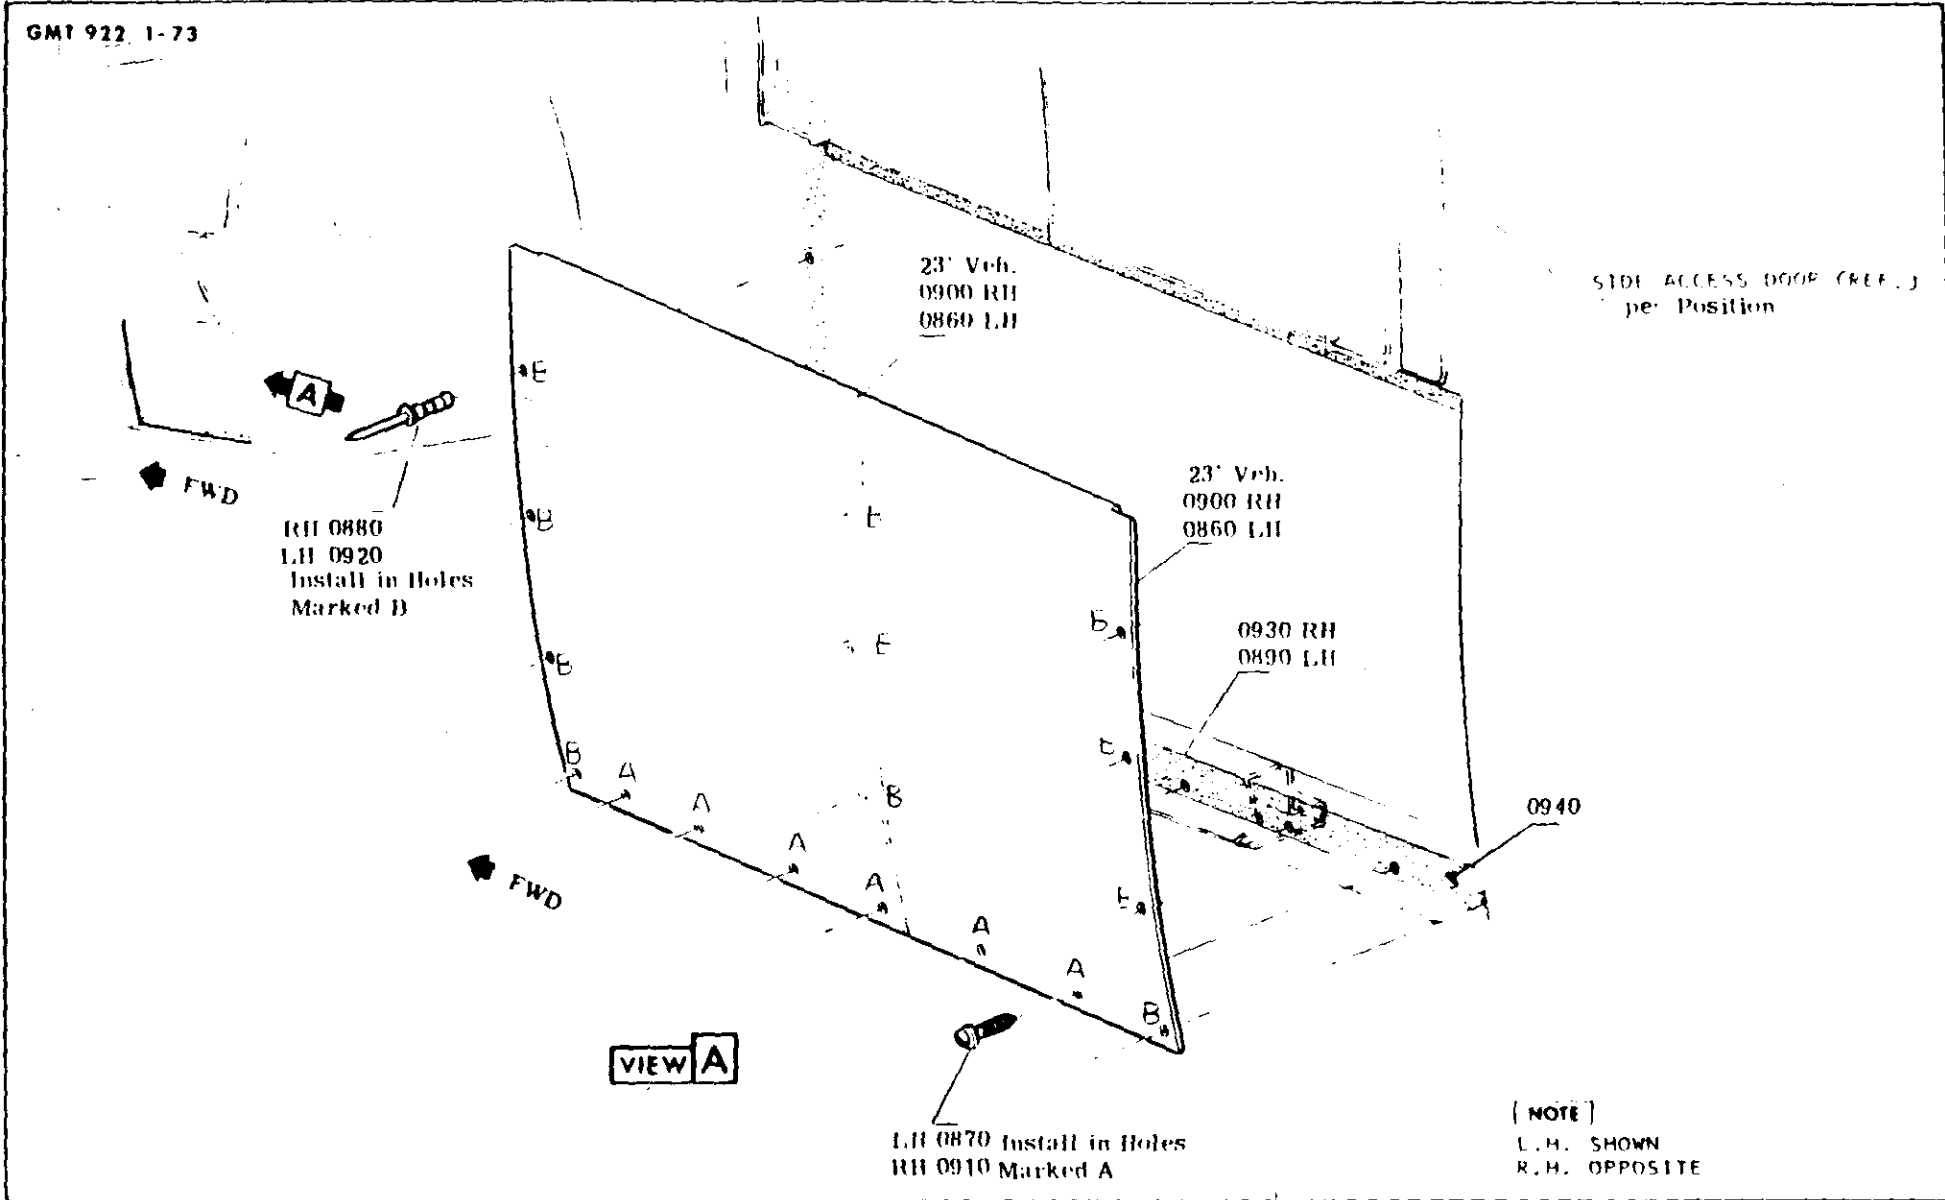 GMT 922 1-73
23' Veh.
0900 RH
0860 LH
SIDE ACCESS DOOR (REF.)
per Position
E
A
FWD
RH 0880
LH 0920
Install in Holes
Marked B
B
E
23' Veh.
0900 RH
0860 LH
B
E
B
0930 RH
0890 LH
B
A
A
A
A
A
A
B
E
E
B
0940
FWD
VIEW A
LH 0870 Install in Holes
RH 0910 Marked A
NOTE
L.H. SHOWN
R.H. OPPOSITE